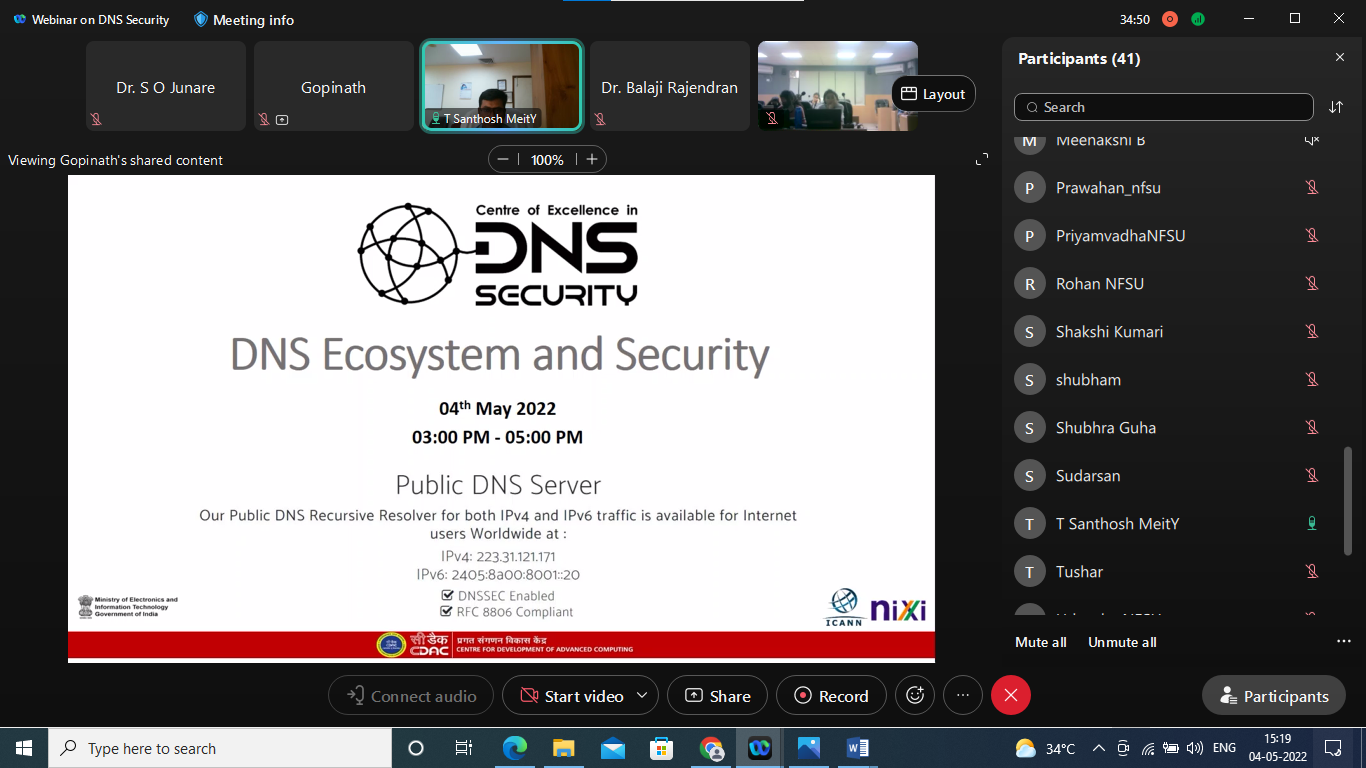 Webinar on DNS Security
Meeting info
34:50
Dr. S O Junare
Gopinath
T Santhosh MeitY
Dr. Balaji Rajendran
Layout
Viewing Gopinath's shared content
100%
Centre of Excellence in
DNS
SECURITY
DNS Ecosystem and Security
04th May 2022
03:00 PM - 05:00 PM
Public DNS Server
Our Public DNS Recursive Resolver for both IPv4 and IPv6 traffic is available for Internet
users Worldwide at :
IPv4: 223.31.121.171
IPv6: 2405:8a00:8001::20
DNSSEC Enabled
RFC 8806 Compliant
Ministry of Electronics and
Information Technology
Government of India
ICANN
nixi
सी डैक
CDAC
प्रगत संगणन विकास केंद्र
CENTRE FOR DEVELOPMENT OF ADVANCED COMPUTING
Participants (41)
Search
M Meenakshi B
P Prawahan_nfsu
P PriyamvadhaNFSU
R Rohan NFSU
S Shakshi Kumari
S shubham
S Shubhra Guha
S Sudarsan
T T Santhosh MeitY
T Tushar
Mute all
Unmute all
Connect audio
Start video
Share
Record
Participants
Type here to search
34°C
ENG
15:19
04-05-2022